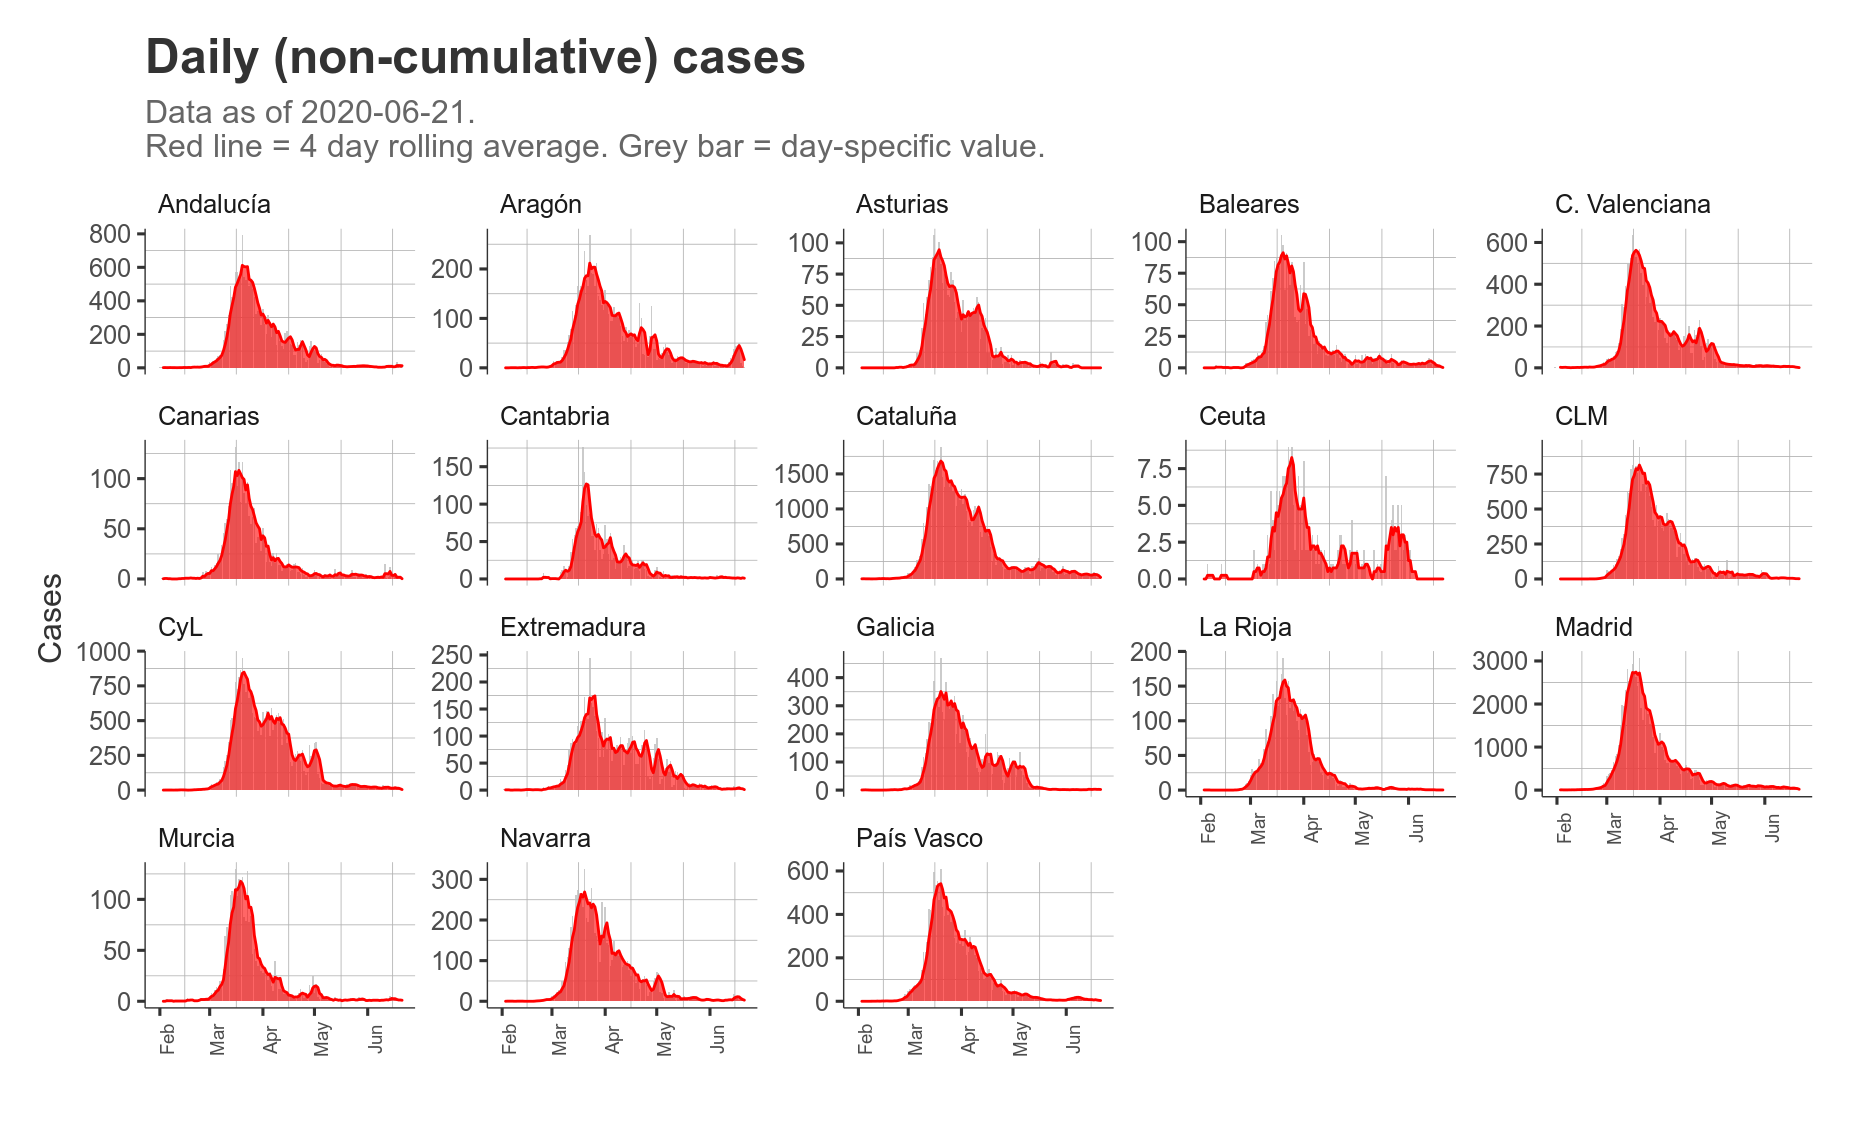 Daily (non-cumulative) cases
Data as of 2020-06-21.
Red line = 4 day rolling average. Grey bar = day-specific value.
Cases
Andalucía
800
600
400
200
0
Aragón
200
100
0
Asturias
100
75
50
25
0
Baleares
100
75
50
25
0
C. Valenciana
600
400
200
0
Canarias
100
50
0
Cantabria
150
100
50
0
Cataluña
1500
1000
500
0
Ceuta
7.5
5.0
2.5
0.0
CLM
750
500
250
0
CyL
1000
750
500
250
0
Extremadura
250
200
150
100
50
0
Galicia
400
300
200
100
0
La Rioja
200
150
100
50
0
Feb Mar Apr May Jun
Madrid
3000
2000
1000
0
Feb Mar Apr May Jun
Murcia
100
50
0
Feb Mar Apr May Jun
Navarra
300
200
100
0
Feb Mar Apr May Jun
País Vasco
600
400
200
0
Feb Mar Apr May Jun